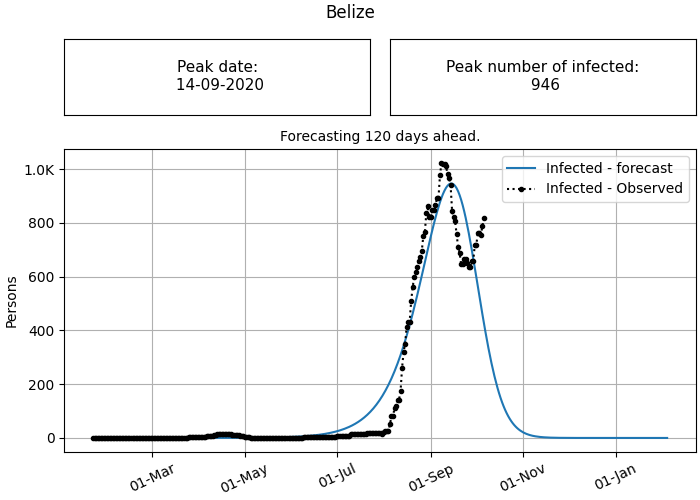 Belize
Peak date:
14-09-2020
Peak number of infected:
946
Forecasting 120 days ahead.
Infected - forecast
Infected - Observed
1.0K
800
600
400
200
0
Persons
01-Mar
01-May
01-Jul
01-Sep
01-Nov
01-Jan